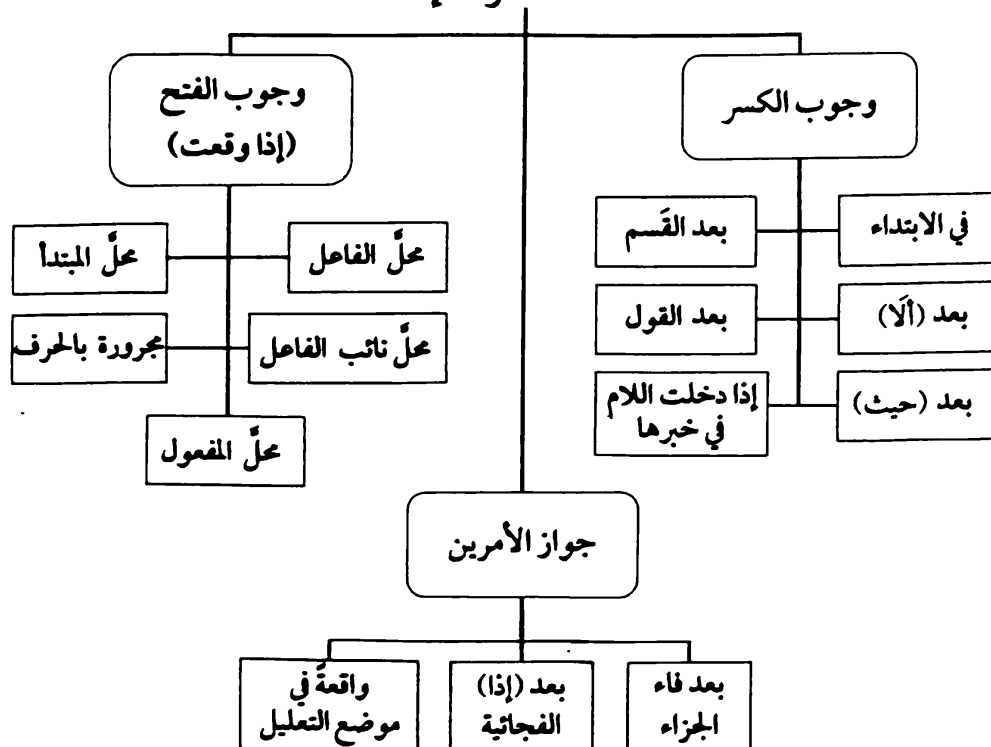 وجوب الكسر
في الابتداء
بعد القَسم
بعد (ألَا)
بعد القول
بعد (حيث)
إذا دخلت اللام
في خبرها
وجوب الفتح
(إذا وقعت)
محلَّ الفاعل
محلَّ المبتدأ
محلَّ نائب الفاعل
مجرورة بالحرف
محلَّ المفعول
جواز الأمرين
بعد فاء
الجزاء
بعد (إذا)
الفجائية
واقعةً في
موضع التعليل